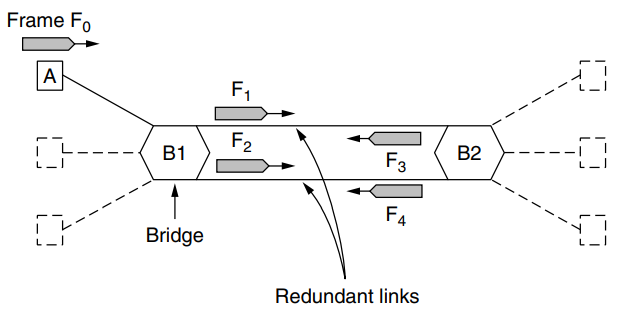 Frame F0
A
F1
F2
B1
B2
F3
F4
Bridge
Redundant links